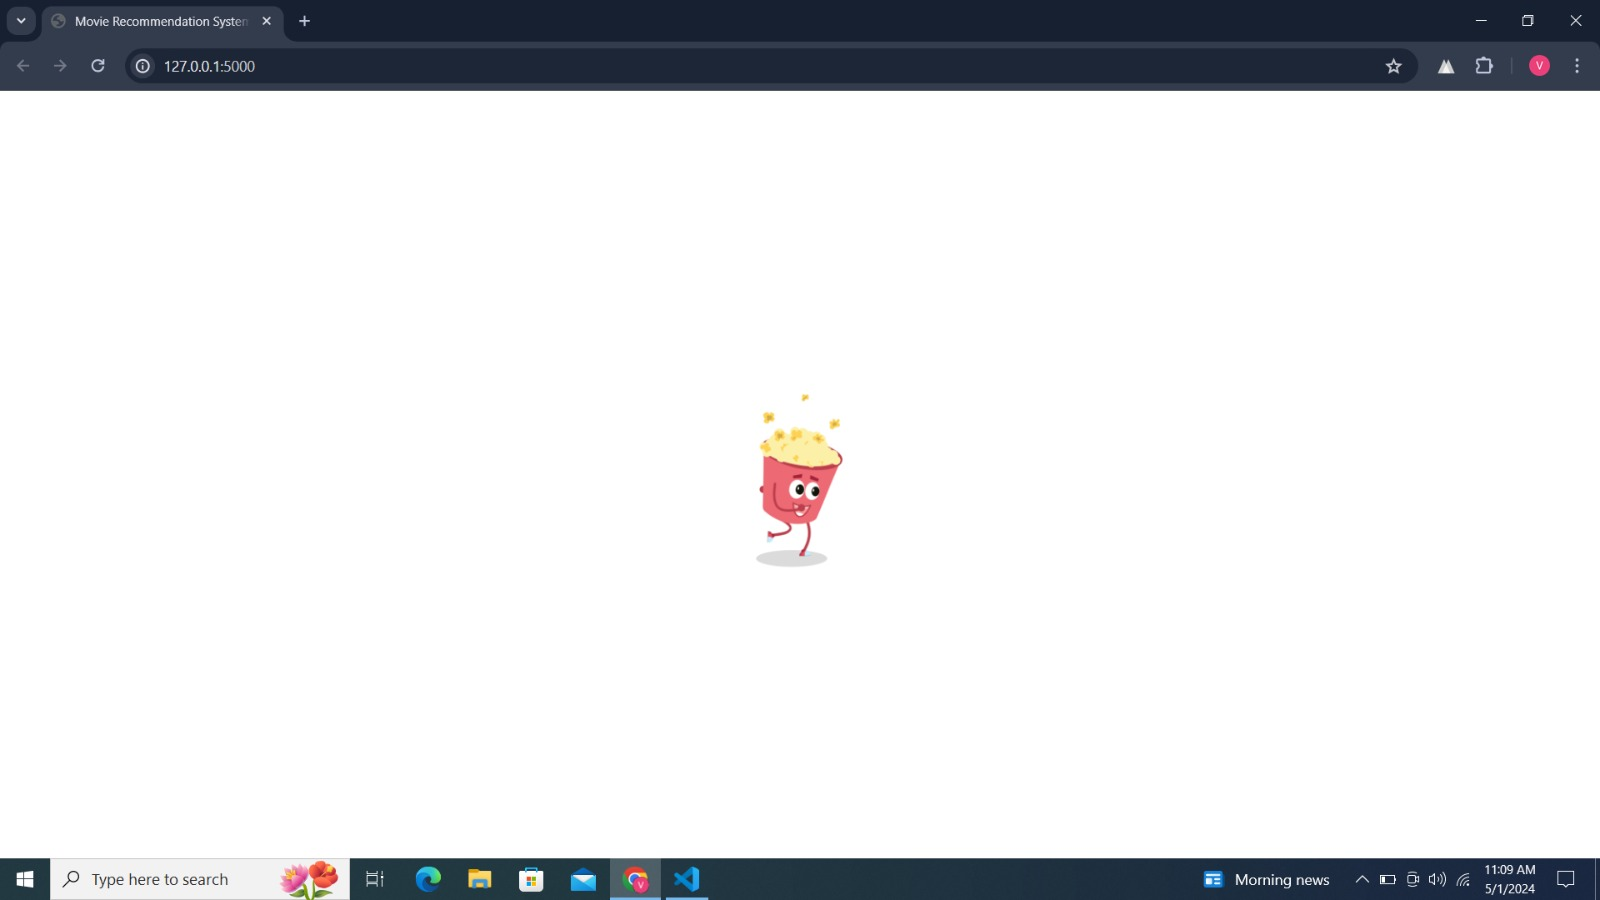 Movie Recommendation System
127.0.0.1:5000
V
Type here to search
V
Morning news
11:09 AM
5/1/2024